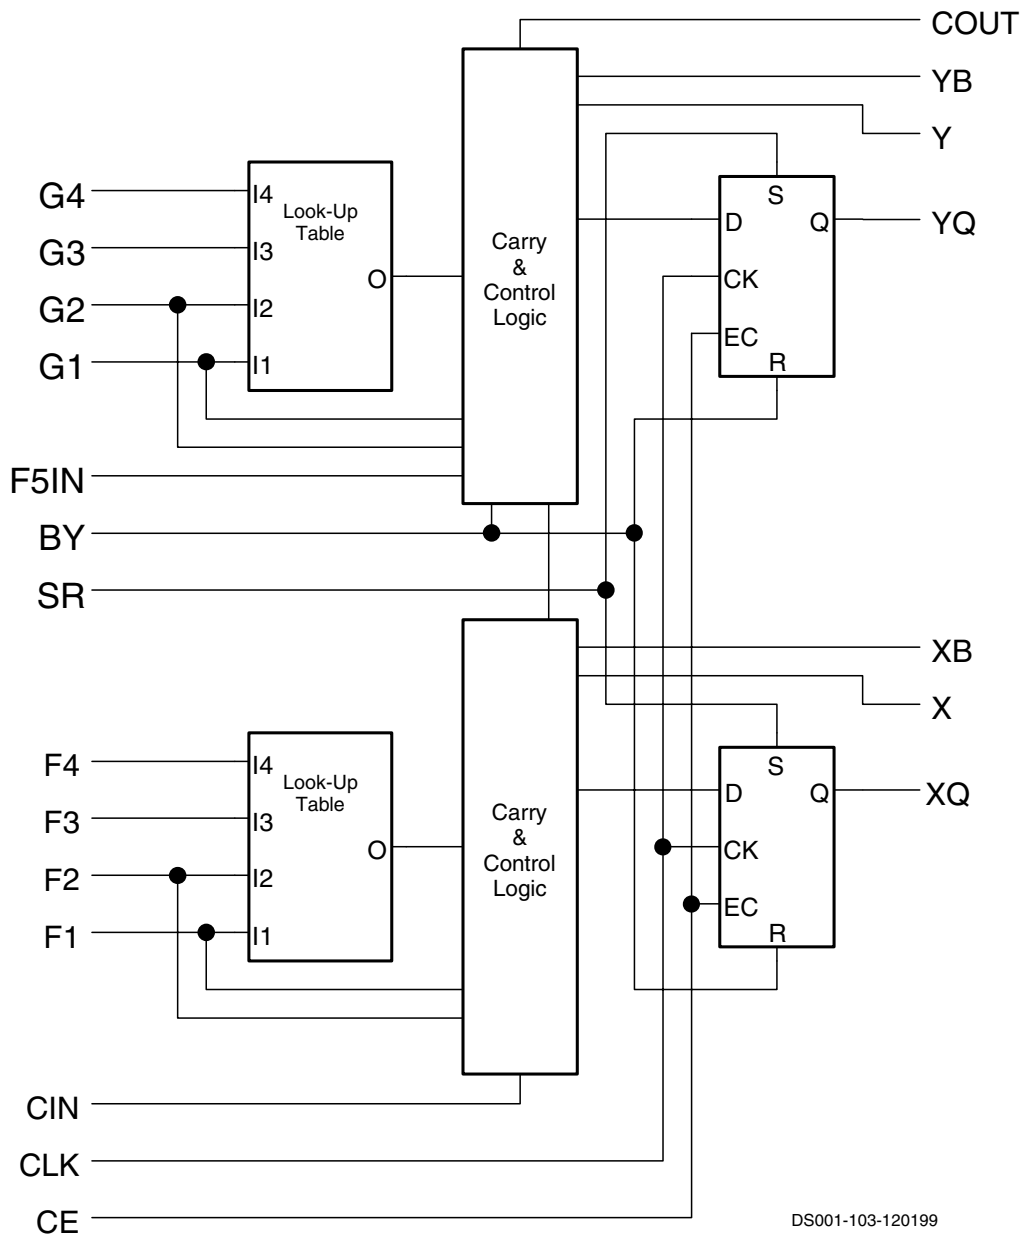 COUT
YB
Y
G4
I4
Look-Up
Table
S
G3
I3
Carry
&
Control
Logic
D
Q
YQ
O
CK
G2
I2
EC
G1
I1
R
F5IN
BY
SR
XB
X
F4
I4
Look-Up
Table
S
F3
I3
Carry
&
Control
Logic
D
Q
XQ
O
CK
F2
I2
EC
F1
I1
R
CIN
CLK
CE
DS001-103-120199